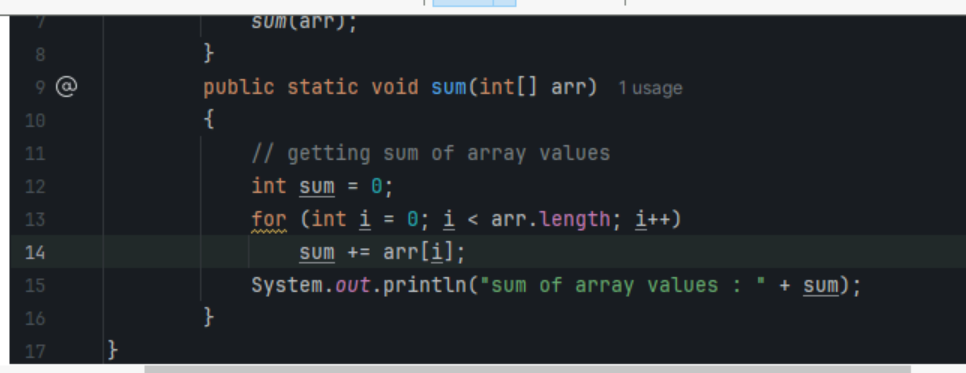 7 sum(arr);
8 }
9 @ public static void sum(int[] arr) 1 usage
10 {
11 // getting sum of array values
12 int sum = 0;
13 for (int i = 0; i < arr.length; i++)
14 sum += arr[i];
15 System.out.println("sum of array values : " + sum);
16 }
17 }